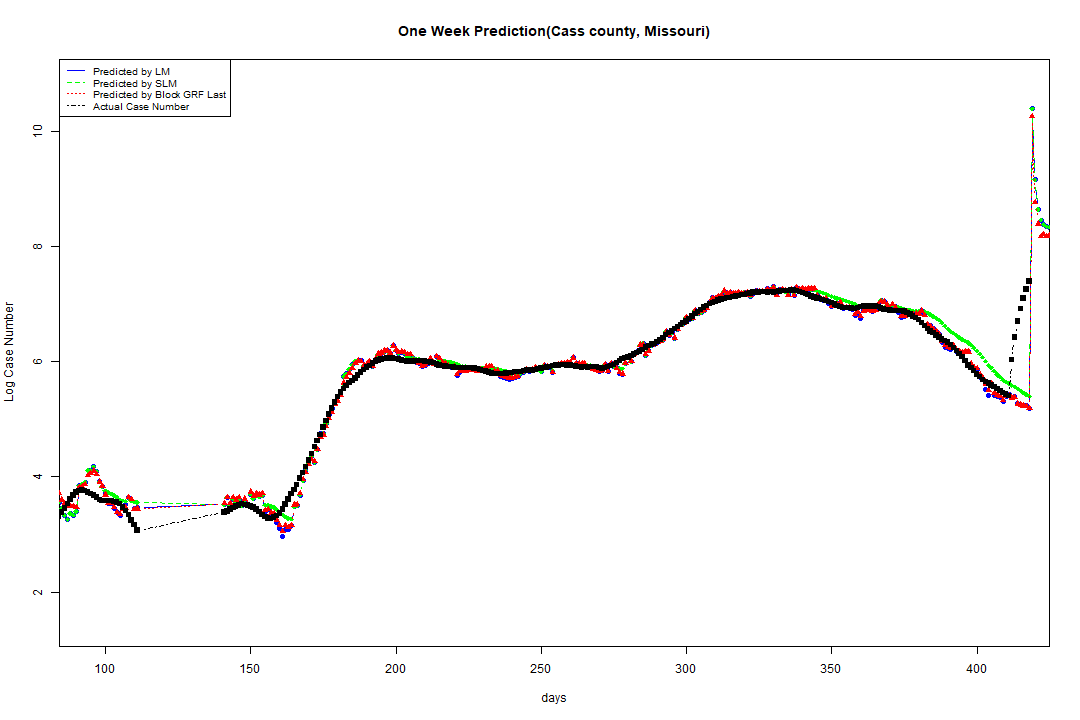 One Week Prediction(Cass county, Missouri)
Predicted by LM
Predicted by SLM
Predicted by Block GRF Last
Actual Case Number
10
8
6
4
2
Log Case Number
100 150 200 250 300 350 400
days